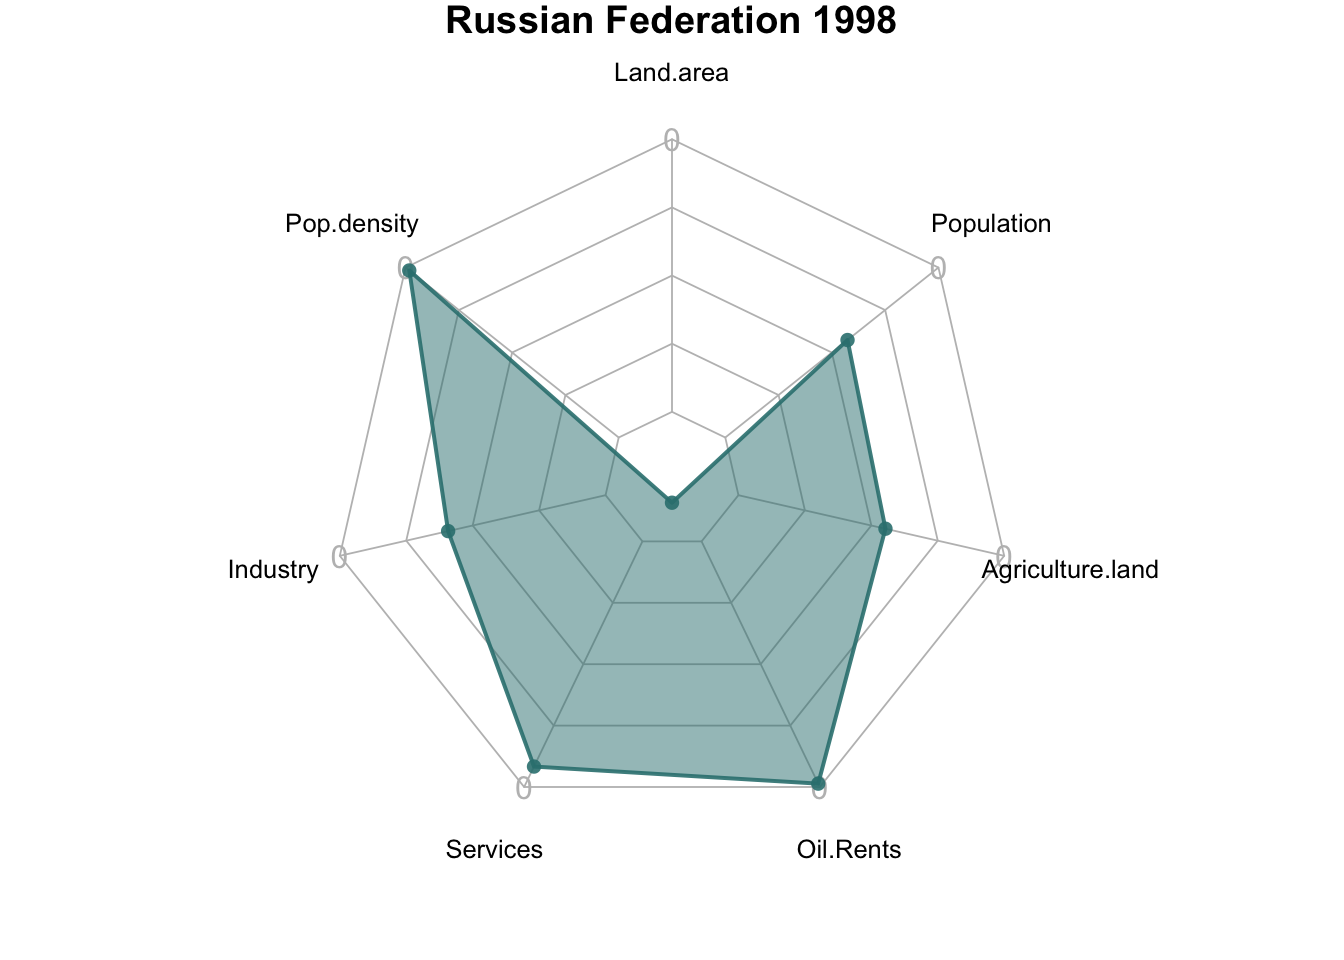 Russian Federation 1998
Land.area
0
Pop.density
Population
0
0
Industry
0
0
Agriculture.land
0
0
Services
Oil.Rents